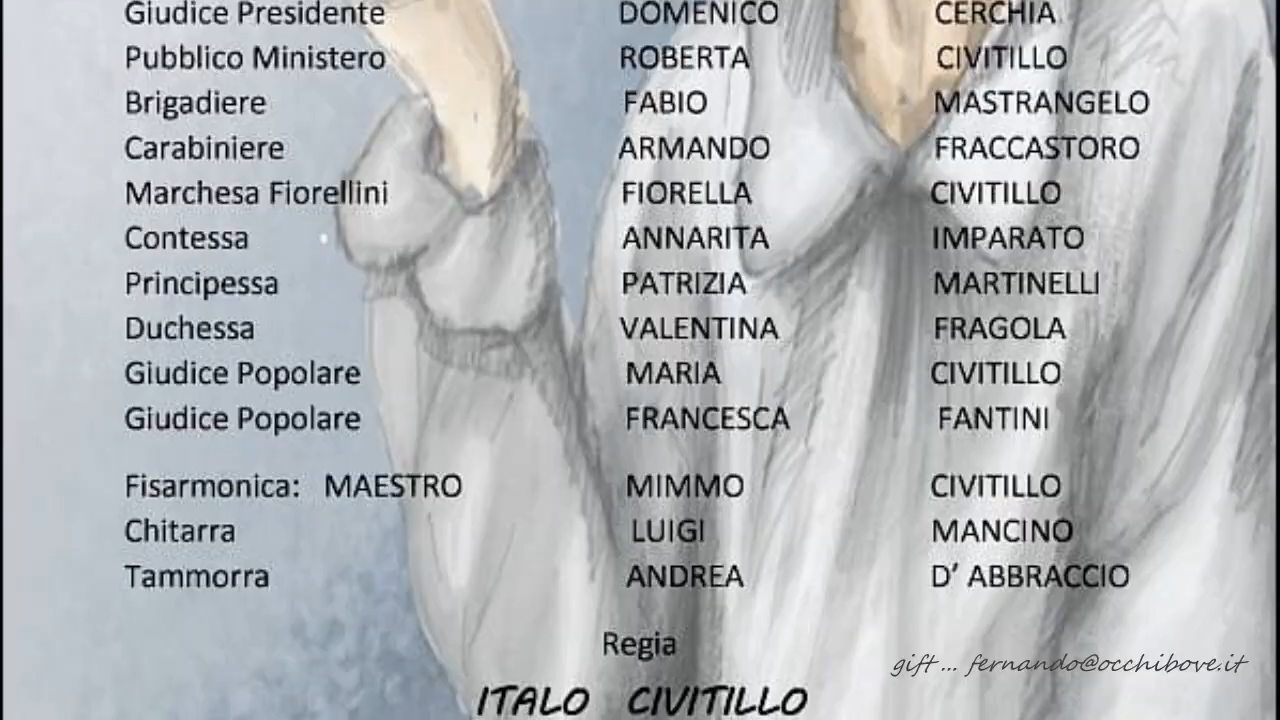 Giudice Presidente DOMENICO CERCHIA
Pubblico Ministero ROBERTA CIVITILLO
Brigadiere FABIO MASTRANGELO
Carabiniere ARMANDO FRACCASTORO
Marchesa Fiorellini FIORELLA CIVITILLO
Contessa ANNARITA IMPARATO
Principessa PATRIZIA MARTINELLI
Duchessa VALENTINA FRAGOLA
Giudice Popolare MARIA CIVITILLO
Giudice Popolare FRANCESCA FANTINI
Fisarmonica: MAESTRO MIMMO CIVITILLO
Chitarra LUIGI MANCINO
Tammorra ANDREA D' ABBRACCIO
Regia
gift ... fernando@occhibove.it
ITALO CIVITILLO